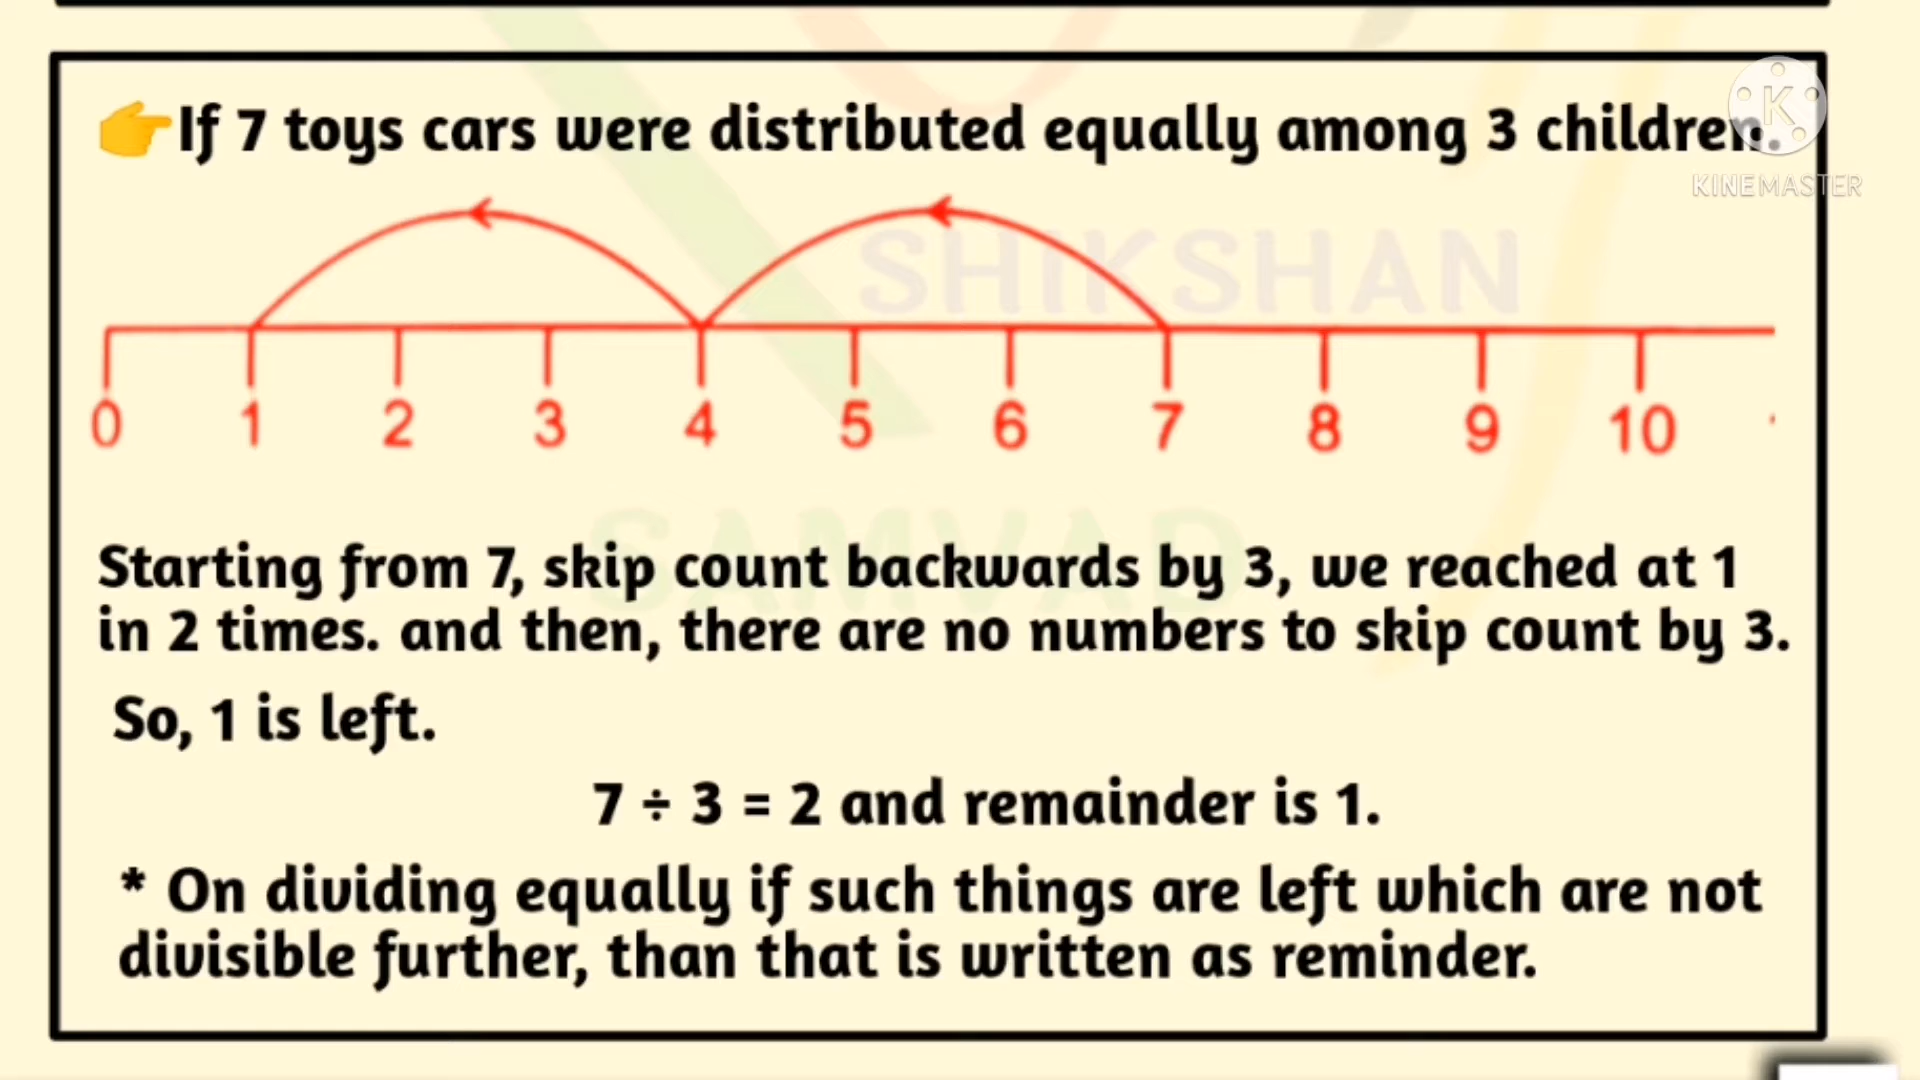 👉If 7 toys cars were distributed equally among 3 children.
KINEMASTER
SHIKSHAN
0 1 2 3 4 5 6 7 8 9 10
SAMVAD
Starting from 7, skip count backwards by 3, we reached at 1
in 2 times. and then, there are no numbers to skip count by 3.
So, 1 is left.
7 ÷ 3 = 2 and remainder is 1.
* On dividing equally if such things are left which are not
divisible further, than that is written as reminder.